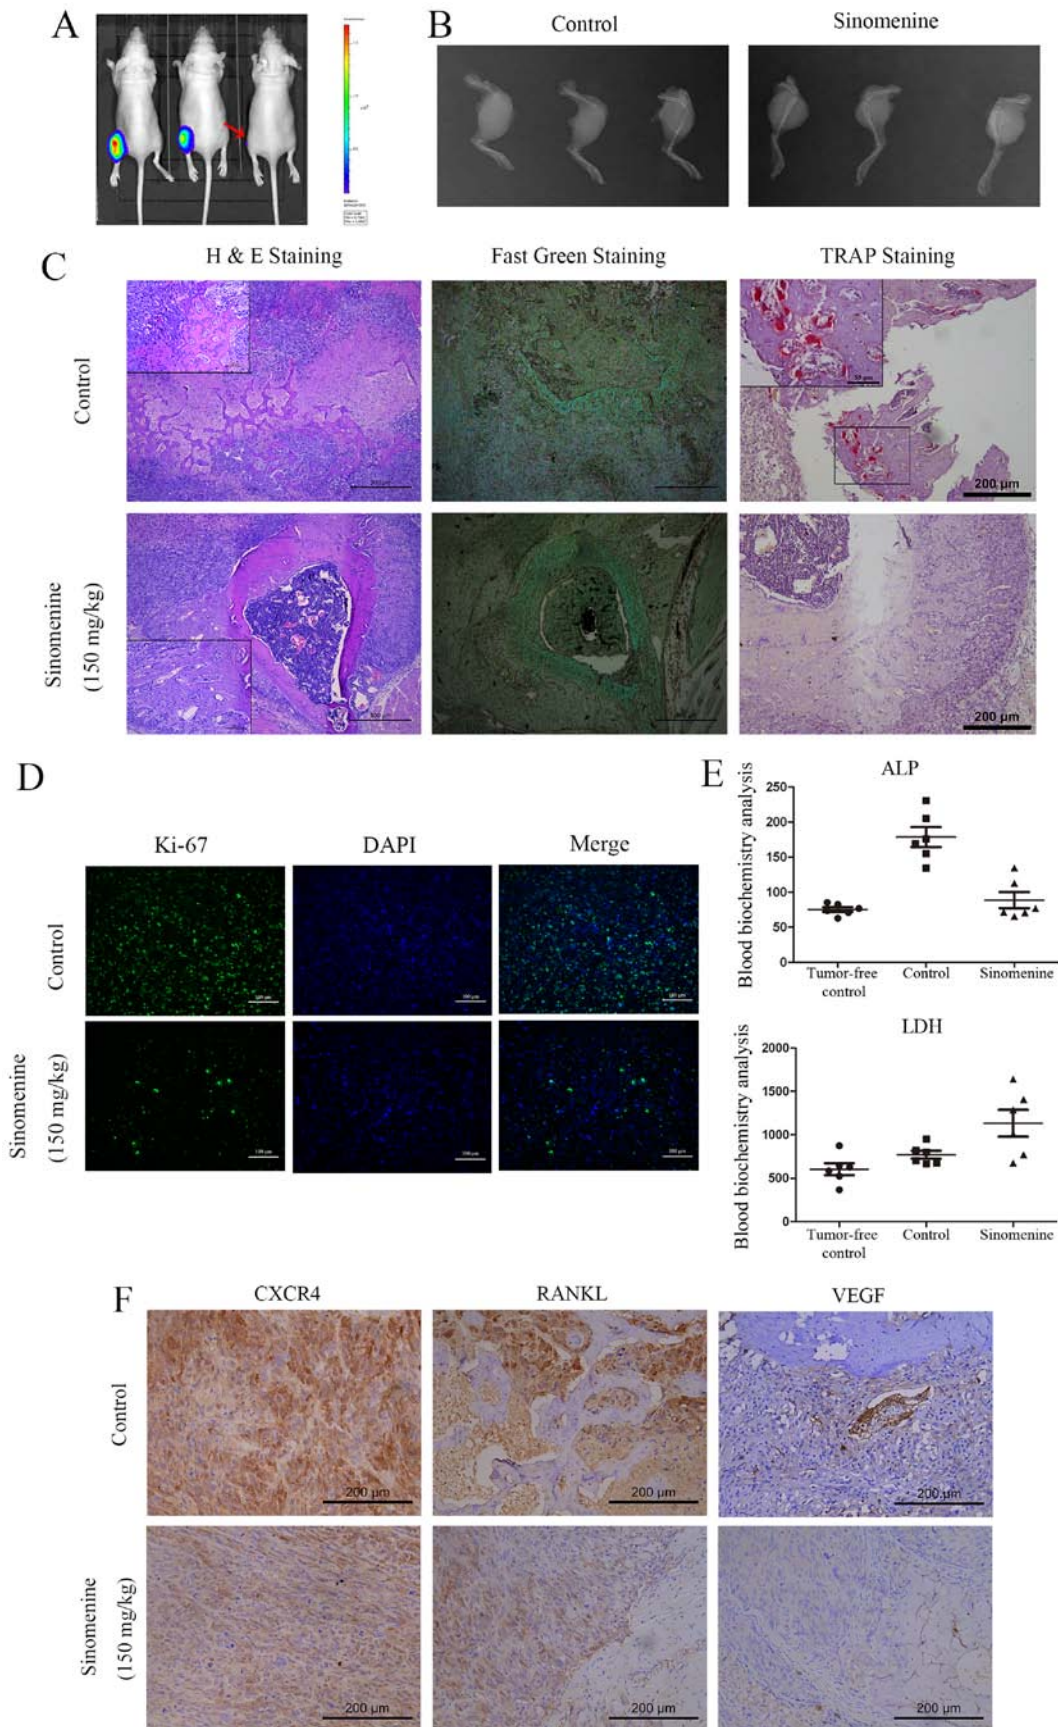 A
B
Control
Sinomenine
C
H & E Staining
Fast Green Staining
TRAP Staining
Control
200 μm
Sinomenine
(150 mg/kg)
200 μm
D
Ki-67
DAPI
Merge
Control
Sinomenine
(150 mg/kg)
E
ALP
Blood biochemistry analysis
250
200
150
100
50
0
Tumor-free
control
Control
Sinomenine
LDH
Blood biochemistry analysis
2000
1500
1000
500
0
Tumor-free
control
Control
Sinomenine
F
CXCR4
RANKL
VEGF
Control
200 μm
200 μm
200 μm
Sinomenine
(150 mg/kg)
200 μm
200 μm
200 μm